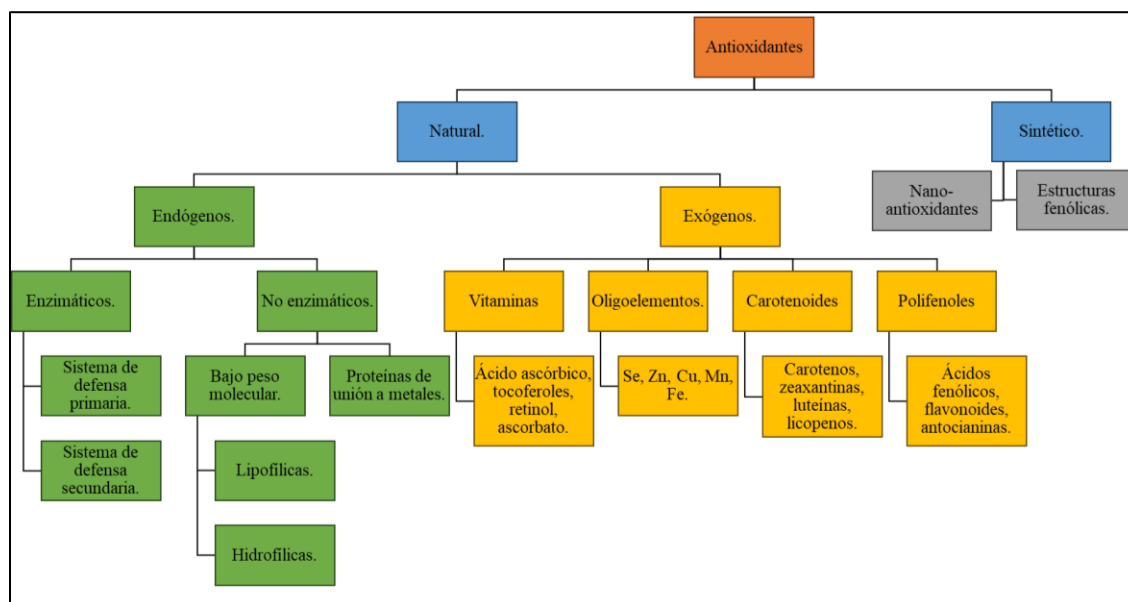 Antioxidantes
Natural.
Sintético.
Nano-
antioxidantes
Estructuras
fenólicas.
Endógenos.
Exógenos.
Enzimáticos.
No enzimáticos.
Vitaminas
Oligoelementos.
Carotenoides
Polifenoles
Sistema de
defensa
primaria.
Bajo peso
molecular.
Proteínas de
unión a metales.
Ácido ascórbico,
tocoferoles,
retinol,
ascorbato.
Se, Zn, Cu, Mn,
Fe.
Carotenos,
zeaxantinas,
luteínas,
licopenos.
Ácidos
fenólicos,
flavonoides,
antocianinas.
Sistema de
defensa
secundaria.
Lipofílicas.
Hidrofílicas.